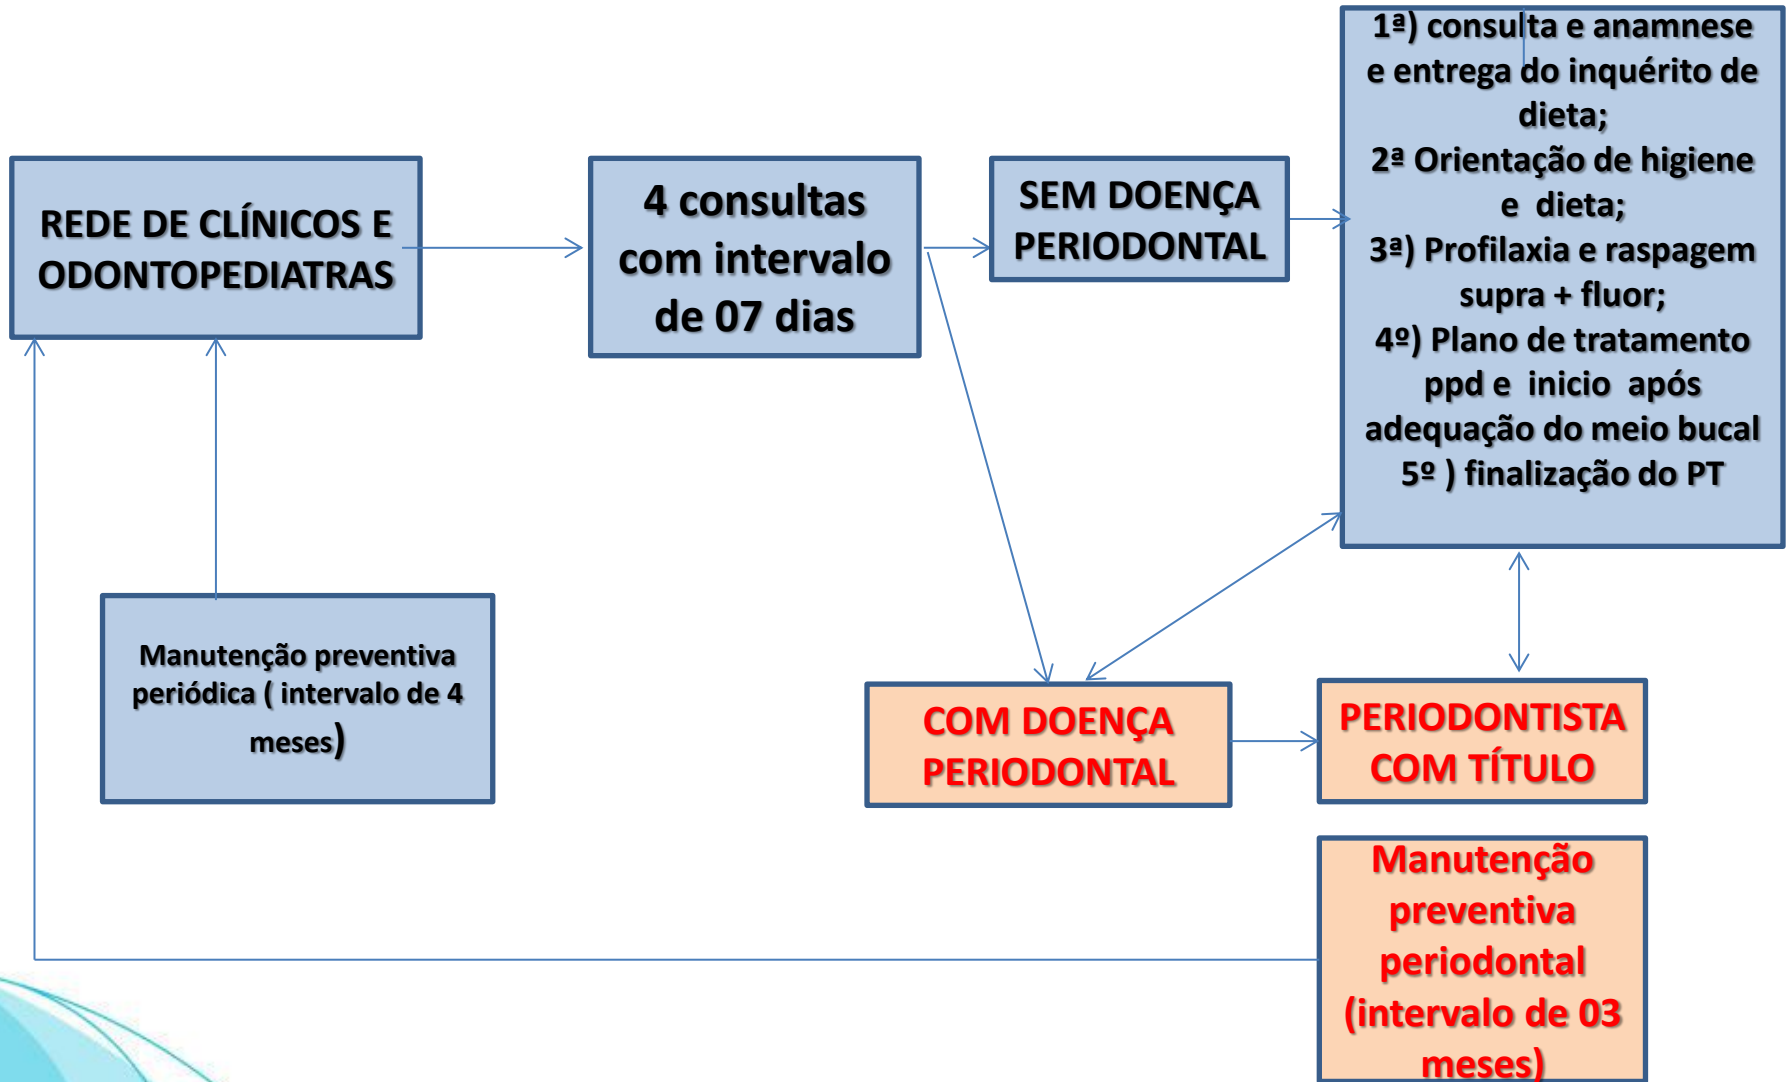 REDE DE CLÍNICOS E
ODONTOPEDIATRAS
4 consultas
com intervalo
de 07 dias
SEM DOENÇA
PERIODONTAL
1ª) consulta e anamnese
e entrega do inquérito de
dieta;
2ª Orientação de higiene
e dieta;
3ª) Profilaxia e raspagem
supra + fluor;
4º) Plano de tratamento
ppd e inicio após
adequação do meio bucal
5º ) finalização do PT
Manutenção preventiva
periódica ( intervalo de 4
meses)
COM DOENÇA
PERIODONTAL
PERIODONTISTA
COM TÍTULO
Manutenção
preventiva
periodontal
(intervalo de 03
meses)